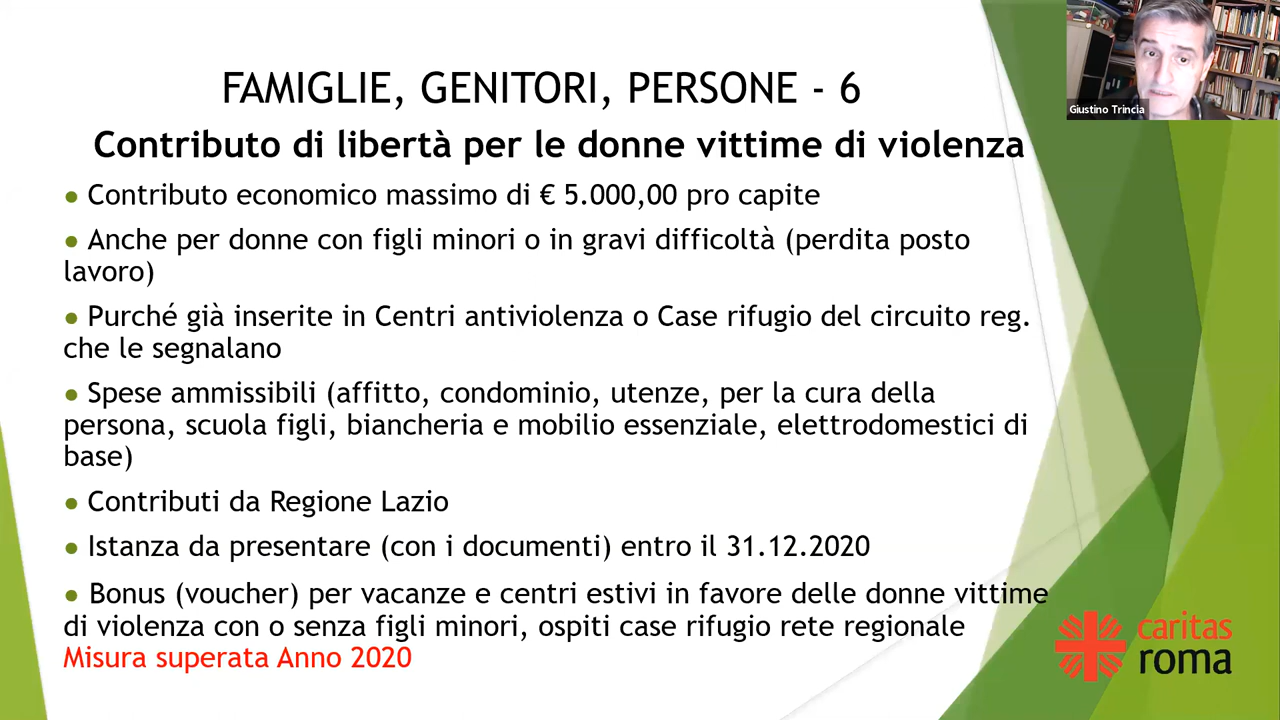 FAMIGLIE, GENITORI, PERSONE - 6
Contributo di libertà per le donne vittime di violenza
● Contributo economico massimo di € 5.000,00 pro capite
● Anche per donne con figli minori o in gravi difficoltà (perdita posto
lavoro)
● Purché già inserite in Centri antiviolenza o Case rifugio del circuito reg.
che le segnalano
● Spese ammissibili (affitto, condominio, utenze, per la cura della
persona, scuola figli, biancheria e mobilio essenziale, elettrodomestici di
base)
● Contributi da Regione Lazio
● Istanza da presentare (con i documenti) entro il 31.12.2020
● Bonus (voucher) per vacanze e centri estivi in favore delle donne vittime
di violenza con o senza figli minori, ospiti case rifugio rete regionale
Misura superata Anno 2020
Giustino Trincia
caritas
roma